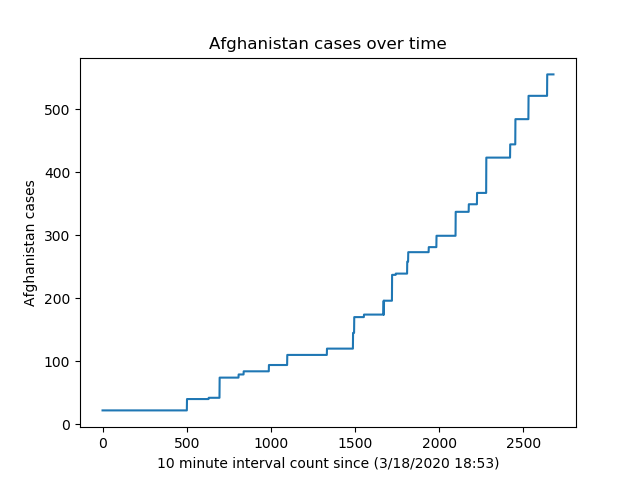 Afghanistan cases over time
Afghanistan cases
500
400
300
200
100
0
0 500 1000 1500 2000 2500
10 minute interval count since (3/18/2020 18:53)